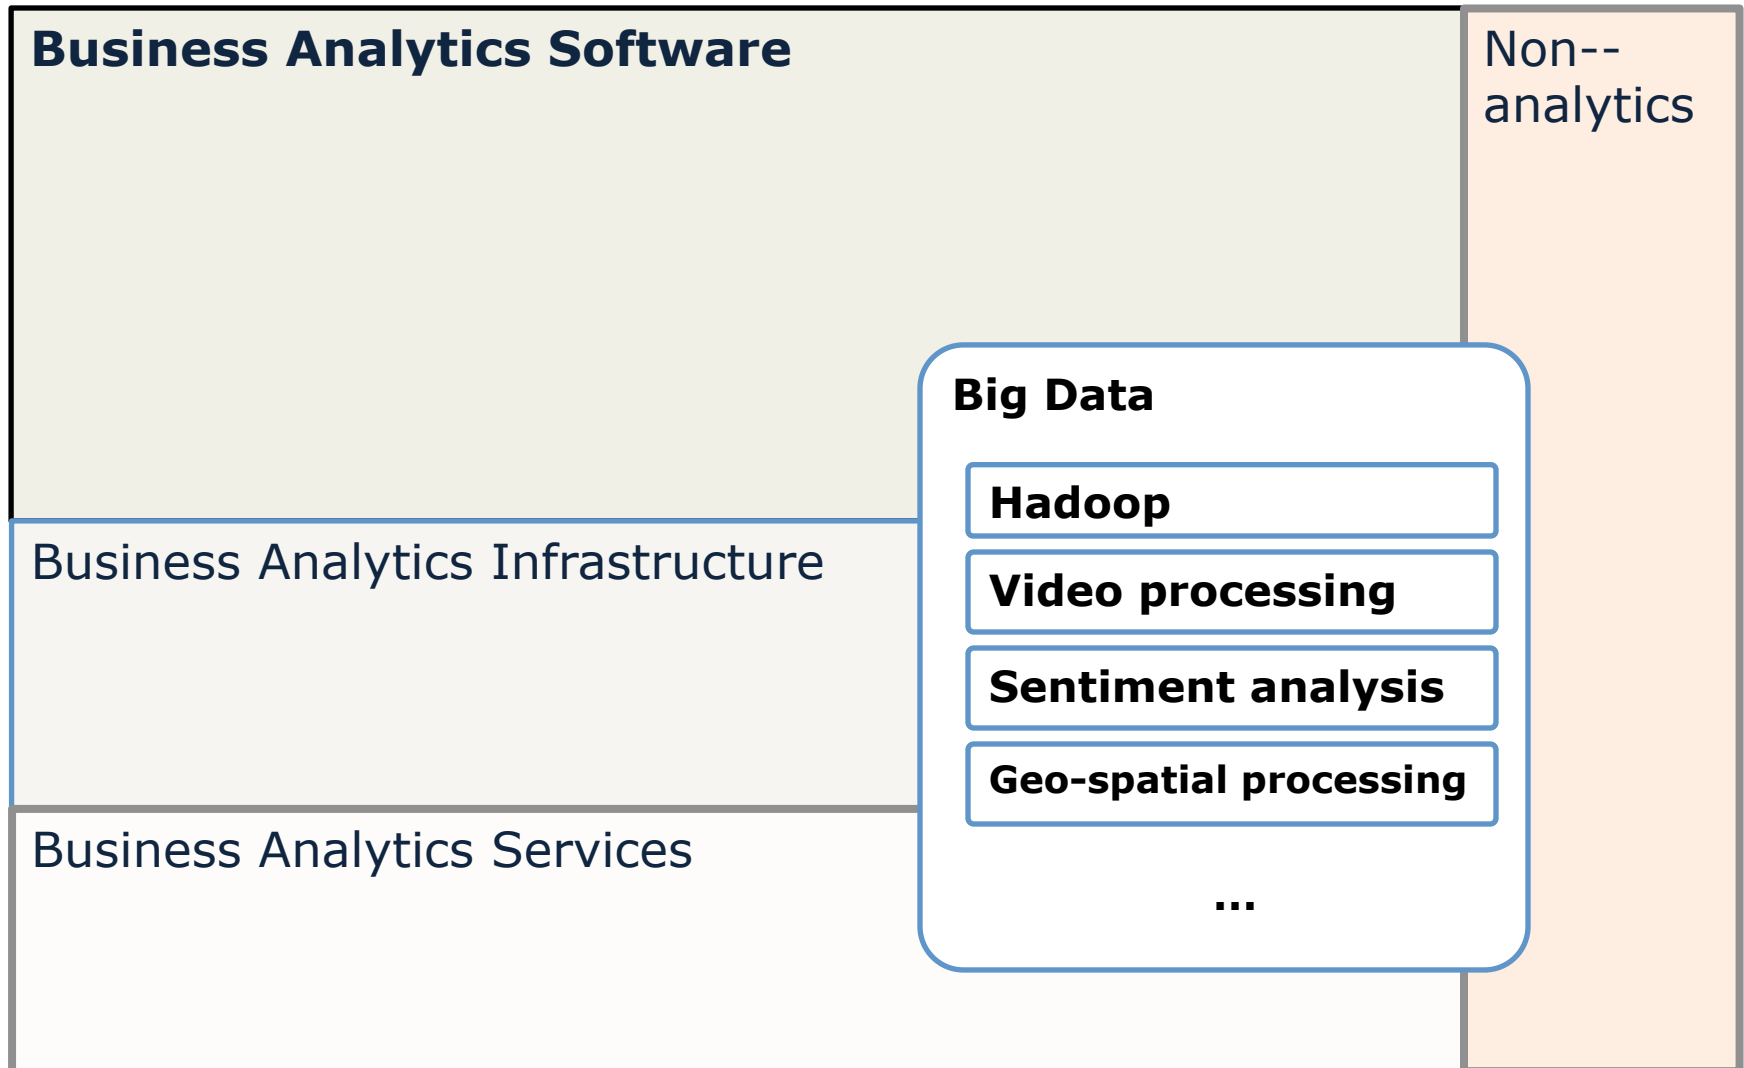 Business Analytics Software
Non--
analytics
Big Data
Hadoop
Business Analytics Infrastructure
Video processing
Sentiment analysis
Geo-spatial processing
Business Analytics Services
...